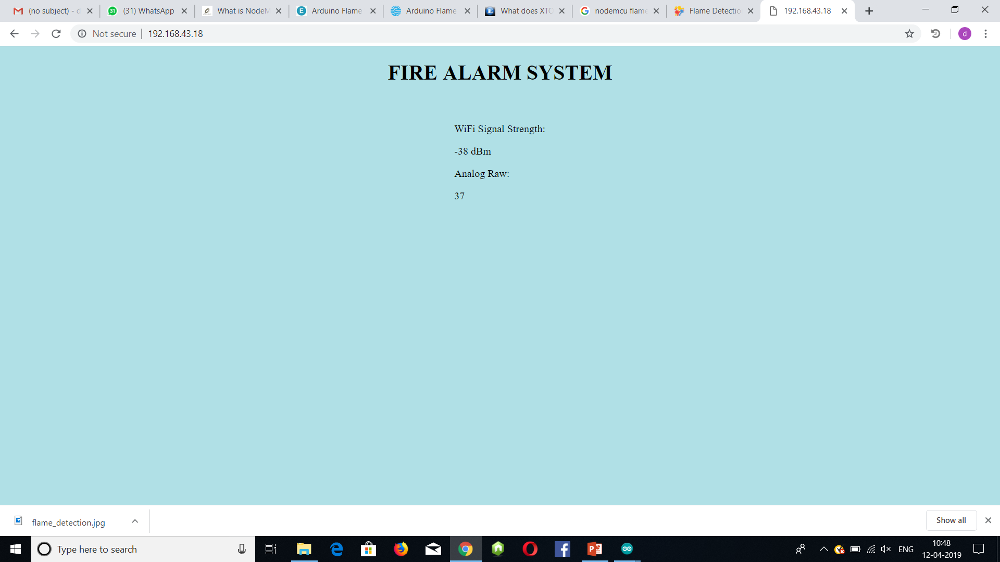 (no subject) - d
31 (31) WhatsApp
What is NodeM
E Arduino Flame
Arduino Flame
E What does XTC
G nodemcu flame
Flame Detectio
192.168.43.18
Not secure 192.168.43.18
d
FIRE ALARM SYSTEM
WiFi Signal Strength:
-38 dBm
Analog Raw:
37
flame_detection.jpg
Show all
Type here to search
ENG
10:48
12-04-2019